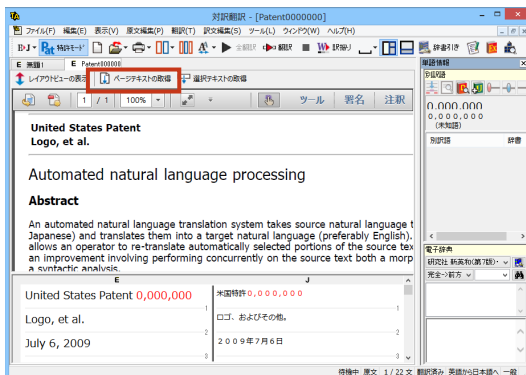 対訳翻訳 - [Patent0000000]
ファイル(F) 編集(E) 表示(V) 原文編集(P) 翻訳(T) 訳文編集(S) ツール(L) ウィンドウ(W) ヘルプ(H)
E▸J Pat 特許モード 全翻訳 翻訳 訳振り 辞書引き
E 無題1 E Patent0000000
レイアウトビューの表示 ページテキストの取得 選択テキストの取得
1 / 1 100% ツール 署名 注釈
United States Patent
Logo, et al.
Automated natural language processing
Abstract
An automated natural language translation system takes source natural language t
Japanese) and translates them into a target natural language (preferably English).
allows an operator to re-translate automatically selected portions of the source tex
an improvement involving performing concurrently on the source text both a morp
a syntactic analysis.
E J
United States Patent 0,000,000 米国特許0,000,000
1 1
Logo, et al. ロゴ、およびその他。
2 2
July 6, 2009 2009年7月6日
3 3
単語情報
別訳語
0.000.000
0,000,000
(未知語)
別訳語 辞書
電子辞典
研究社 新英和(第7版)・
完全->前方
待機中 原文 1 / 22 文 翻訳済み 英語から日本語へ 一般